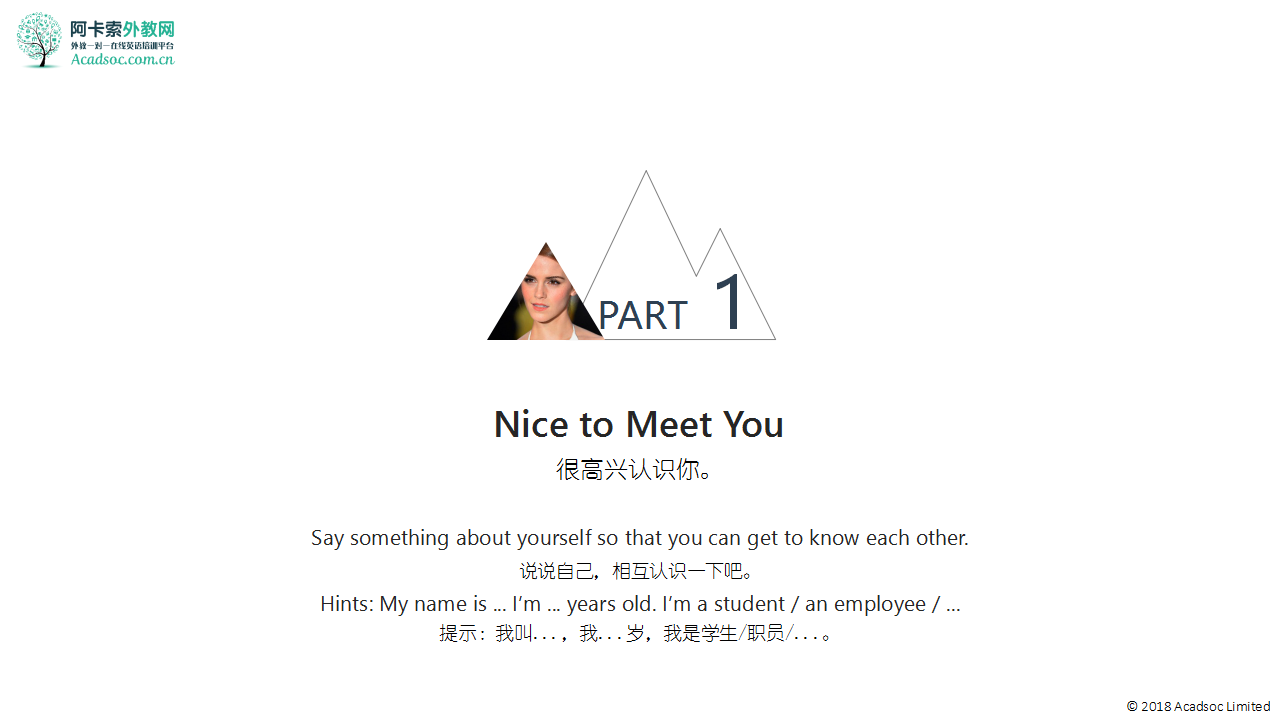 阿卡索外教网
外教一对一在线英语培训平台
Acadsoc.com.cn
PART 1
Nice to Meet You
很高兴认识你。
Say something about yourself so that you can get to know each other.
说说自己，相互认识一下吧。
Hints: My name is ... I’m ... years old. I’m a student / an employee / ...
提示：我叫...，我...岁，我是学生/职员/...。
© 2018 Acadsoc Limited